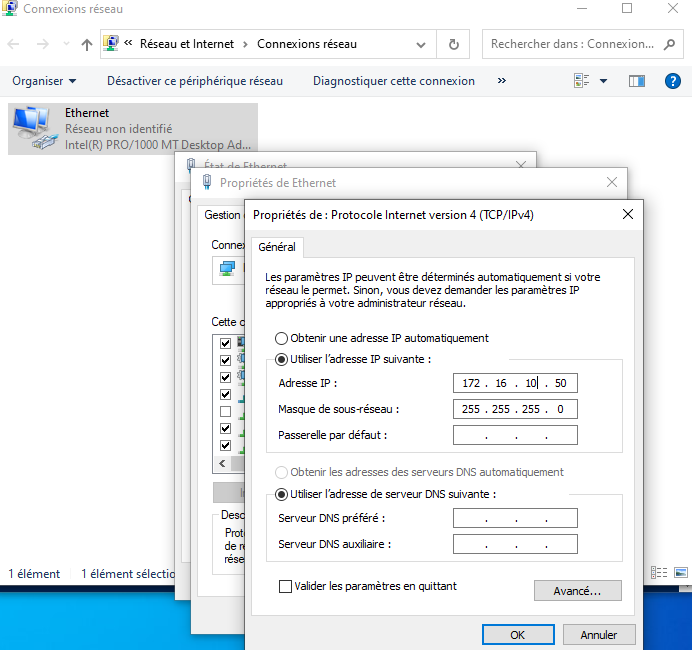 Connexions réseau
« Réseau et Internet › Connexions réseau
Rechercher dans : Connexion...
Organiser
Désactiver ce périphérique réseau
Diagnostiquer cette connexion
»
Ethernet
Réseau non identifié
Intel(R) PRO/1000 MT Desktop Ad...
État de Ethernet
Propriétés de Ethernet
Gestion
Propriétés de : Protocole Internet version 4 (TCP/IPv4)
Général
Les paramètres IP peuvent être déterminés automatiquement si votre
réseau le permet. Sinon, vous devez demander les paramètres IP
appropriés à votre administrateur réseau.
Obtenir une adresse IP automatiquement
Utiliser l'adresse IP suivante :
Adresse IP : 172 . 16 . 10 . 50
Masque de sous-réseau : 255 . 255 . 255 . 0
Passerelle par défaut : . . .
Obtenir les adresses des serveurs DNS automatiquement
Utiliser l'adresse de serveur DNS suivante :
Serveur DNS préféré : . . .
Serveur DNS auxiliaire : . . .
Valider les paramètres en quittant
Avancé...
OK
Annuler
Connex
Cette c
Desc
Prot
de re
rése
1 élément
1 élément sélectio